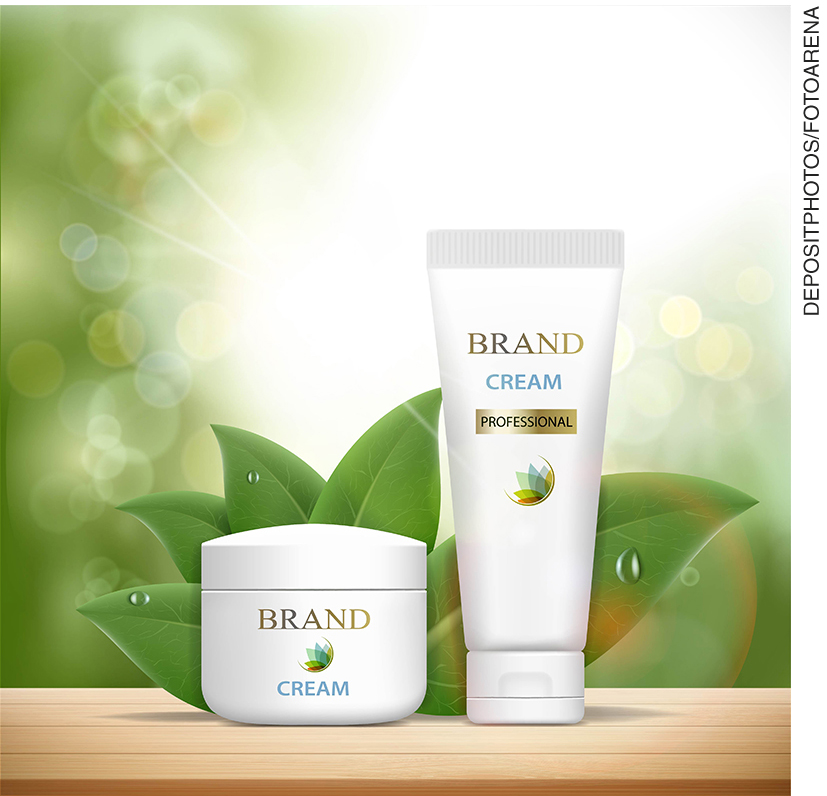 BRAND
CREAM
PROFESSIONAL
BRAND
CREAM
DEPOSITPHOTOS/FOTOARENA